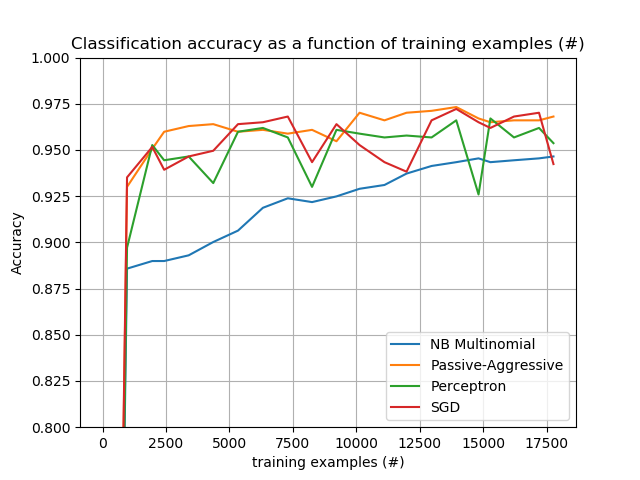 Classification accuracy as a function of training examples (#)
1.000
0.975
0.950
0.925
0.900
0.875
0.850
0.825
0.800
Accuracy
NB Multinomial
Passive-Aggressive
Perceptron
SGD
0 2500 5000 7500 10000 12500 15000 17500
training examples (#)